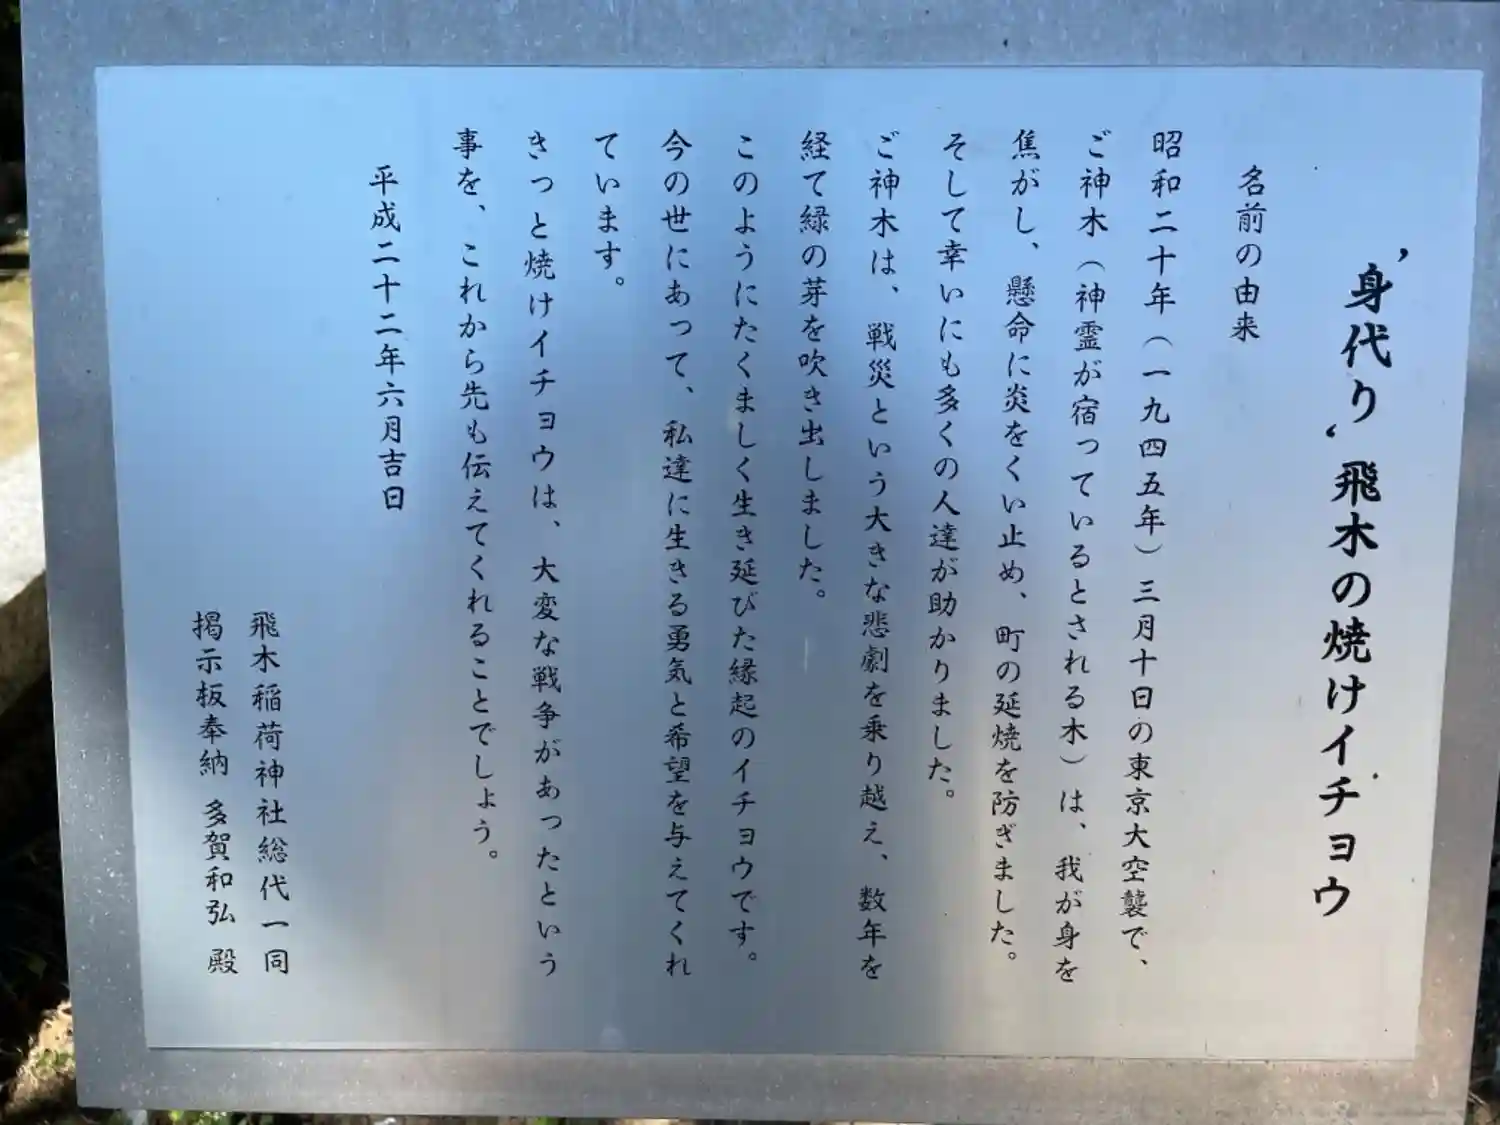 〝身代り〟飛木の焼けイチョウ
名前の由来
昭和二十年（一九四五年）三月十日の東京大空襲で、
ご神木（神霊が宿っているとされる木）は、我が身を
焦がし、懸命に炎をくい止め、町の延焼を防ぎました。
そして幸いにも多くの人達が助かりました。
ご神木は、戦災という大きな悲劇を乗り越え、数年を
経て緑の芽を吹き出しました。
このようにたくましく生き延びた縁起のイチョウです。
今の世にあって、私達に生きる勇気と希望を与えてくれ
ています。
きっと焼けイチョウは、大変な戦争があったという
事を、これから先も伝えてくれることでしょう。
平成二十二年六月吉日
飛木稲荷神社総代一同
掲示板奉納 多賀和弘 殿